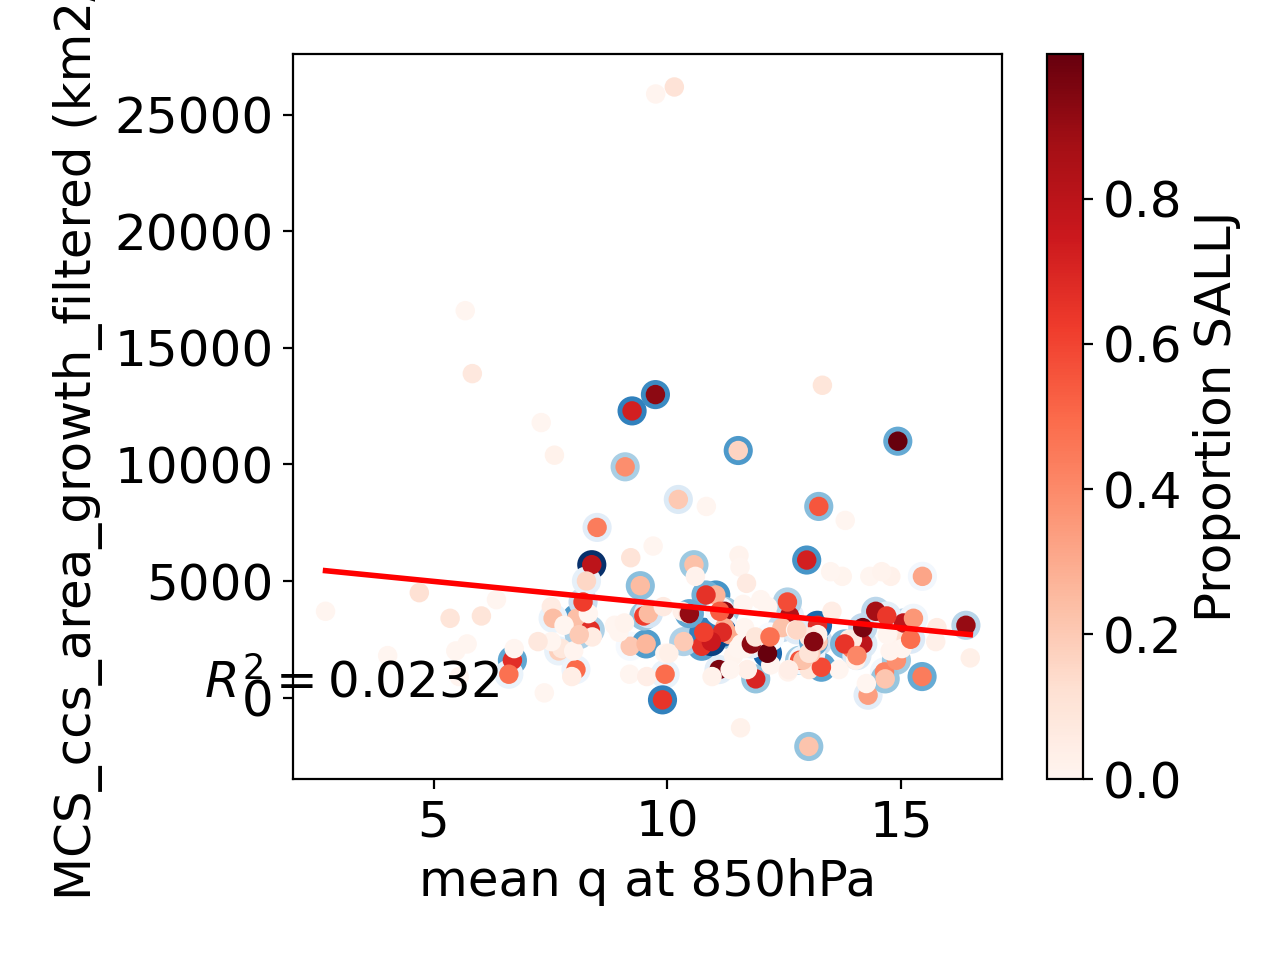 MCS_ccs_area_growth_filtered (km2/
25000
20000
15000
10000
5000
0
R² = 0.0232
5 10 15
mean q at 850hPa
0.8
0.6
0.4
0.2
0.0
Proportion SALLJ